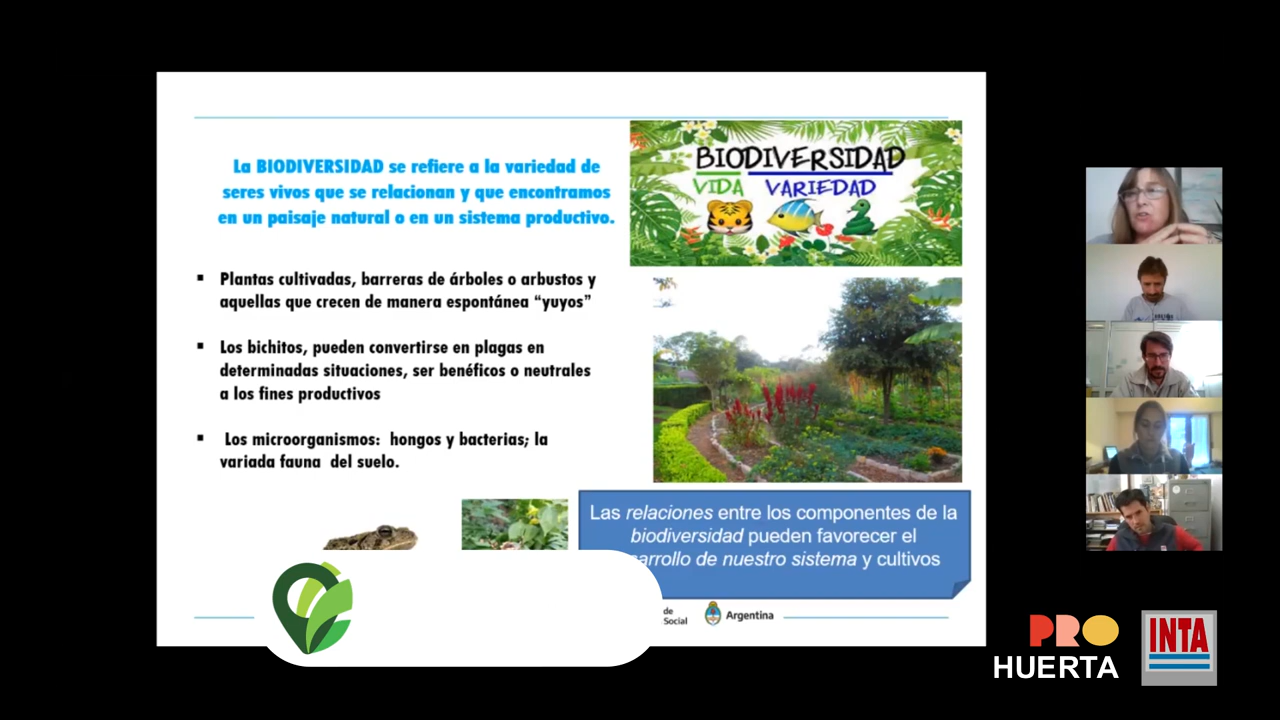 La BIODIVERSIDAD se refiere a la variedad de
seres vivos que se relacionan y que encontramos
en un paisaje natural o en un sistema productivo.
BIODIVERSIDAD
VIDA VARIEDAD
▪ Plantas cultivadas, barreras de árboles o arbustos y
aquellas que crecen de manera espontánea “yuyos”
▪ Los bichitos, pueden convertirse en plagas en
determinadas situaciones, ser benéficos o neutrales
a los fines productivos
▪ Los microorganismos: hongos y bacterias; la
variada fauna del suelo.
Las relaciones entre los componentes de la
biodiversidad pueden favorecer el
arrollo de nuestro sistema y cultivos
de
Social
Argentina
PRO
HUERTA
INTA